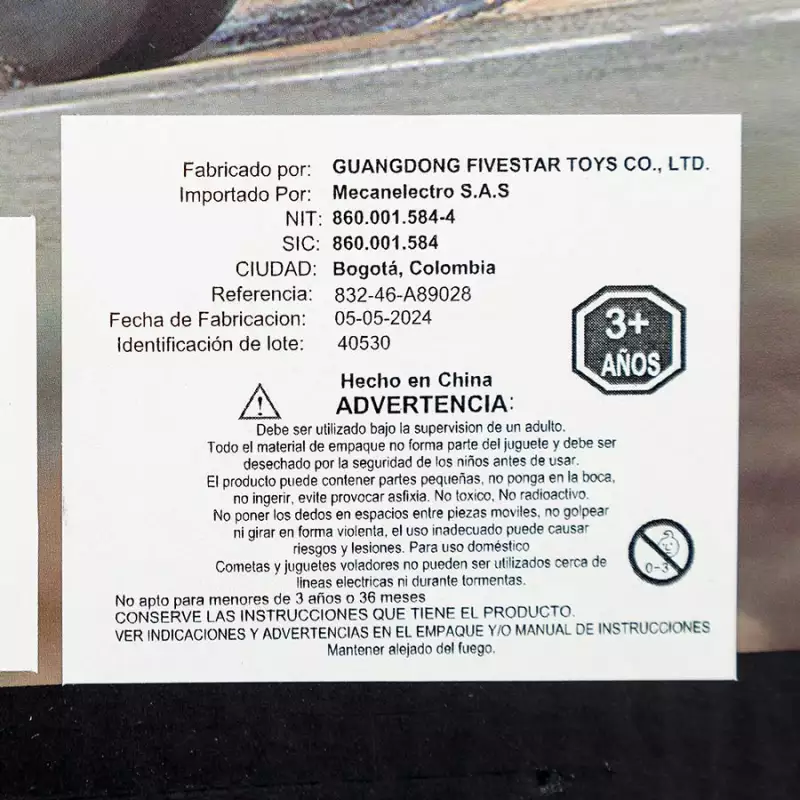 Fabricado por: GUANGDONG FIVESTAR TOYS CO., LTD.
Importado Por: Mecanelectro S.A.S
NIT: 860.001.584-4
SIC: 860.001.584
CIUDAD: Bogotá, Colombia
Referencia: 832-46-A89028
Fecha de Fabricacion: 05-05-2024
Identificación de lote: 40530
3+
AÑOS
Hecho en China
ADVERTENCIA:
Debe ser utilizado bajo la supervision de un adulto.
Todo el material de empaque no forma parte del juguete y debe ser
desechado por la seguridad de los niños antes de usar.
El producto puede contener partes pequeñas, no ponga en la boca,
no ingerir, evite provocar asfixia. No toxico, No radioactivo.
No poner los dedos en espacios entre piezas moviles, no golpear
ni girar en forma violenta, el uso inadecuado puede causar
riesgos y lesiones. Para uso doméstico
0-3
Cometas y juguetes voladores no pueden ser utilizados cerca de
lineas electricas ni durante tormentas.
No apto para menores de 3 años o 36 meses
CONSERVE LAS INSTRUCCIONES QUE TIENE EL PRODUCTO.
VER INDICACIONES Y ADVERTENCIAS EN EL EMPAQUE Y/O MANUAL DE INSTRUCCIONES
Mantener alejado del fuego.